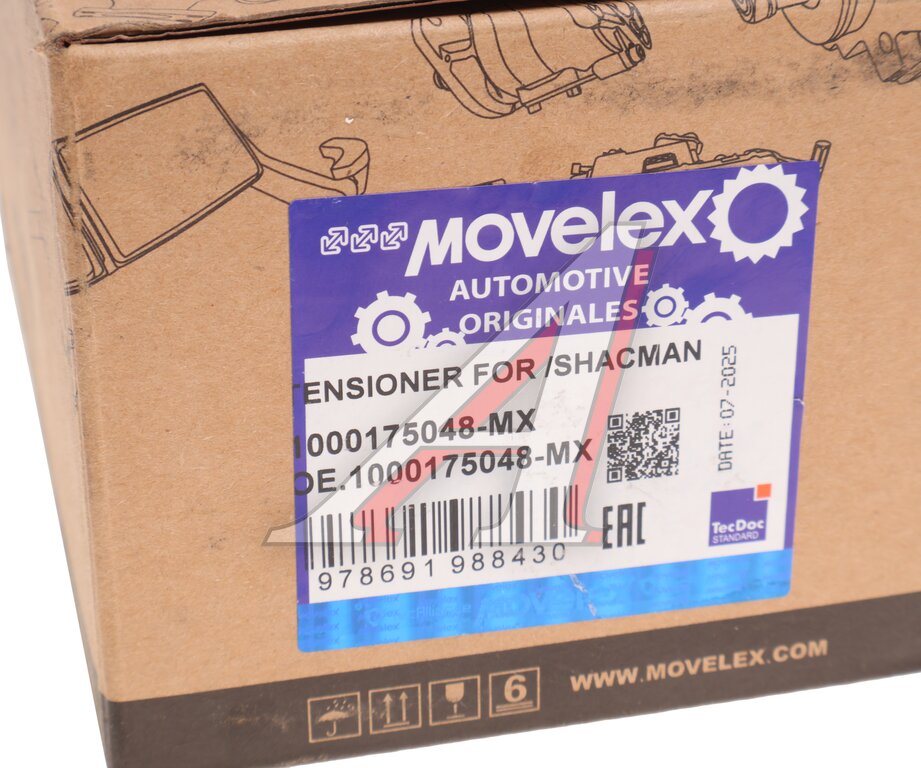 MOVELEX
AUTOMOTIVE
ORIGINALES
TENSIONER FOR /SHACMAN
1000175048-MX
OE.1000175048-MX
DATE:07-2025
TecDoc
STANDARD
EAC
978691 988430
MOVELEX
6
WWW.MOVELEX.COM